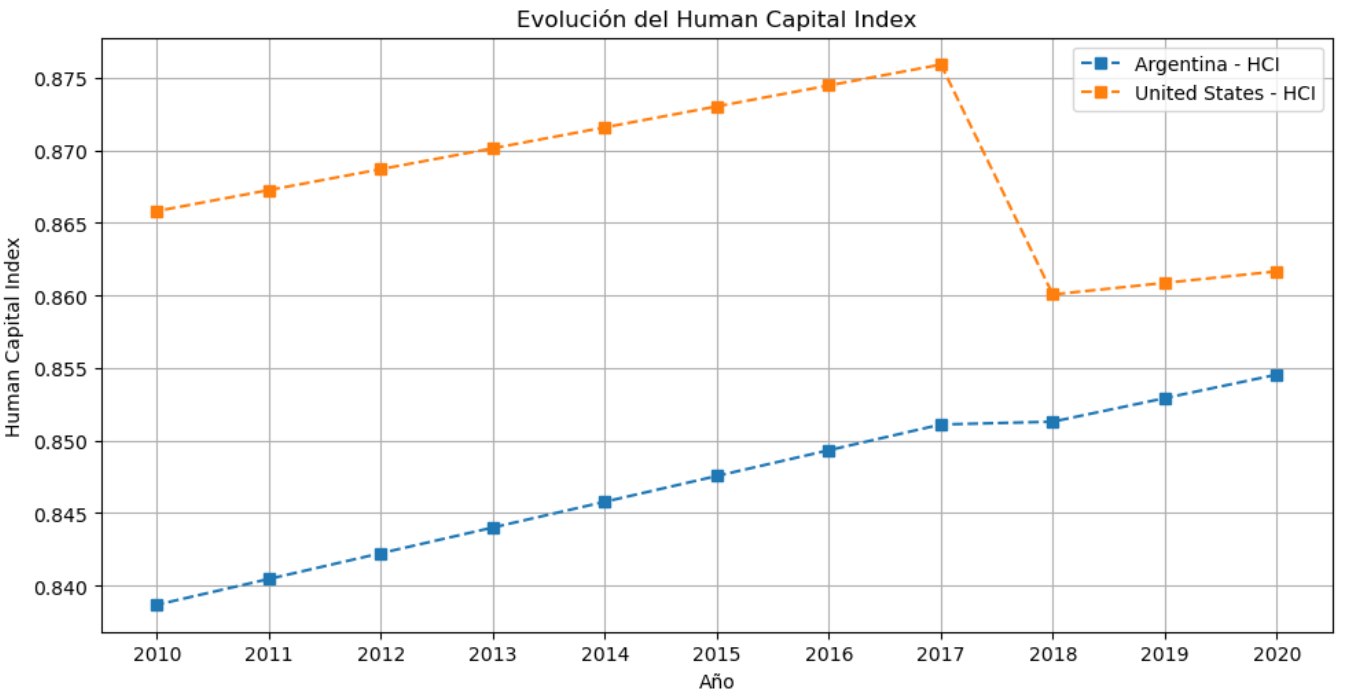 Evolución del Human Capital Index
Argentina - HCI
United States - HCI
Human Capital Index
0.875
0.870
0.865
0.860
0.855
0.850
0.845
0.840
2010 2011 2012 2013 2014 2015 2016 2017 2018 2019 2020
Año